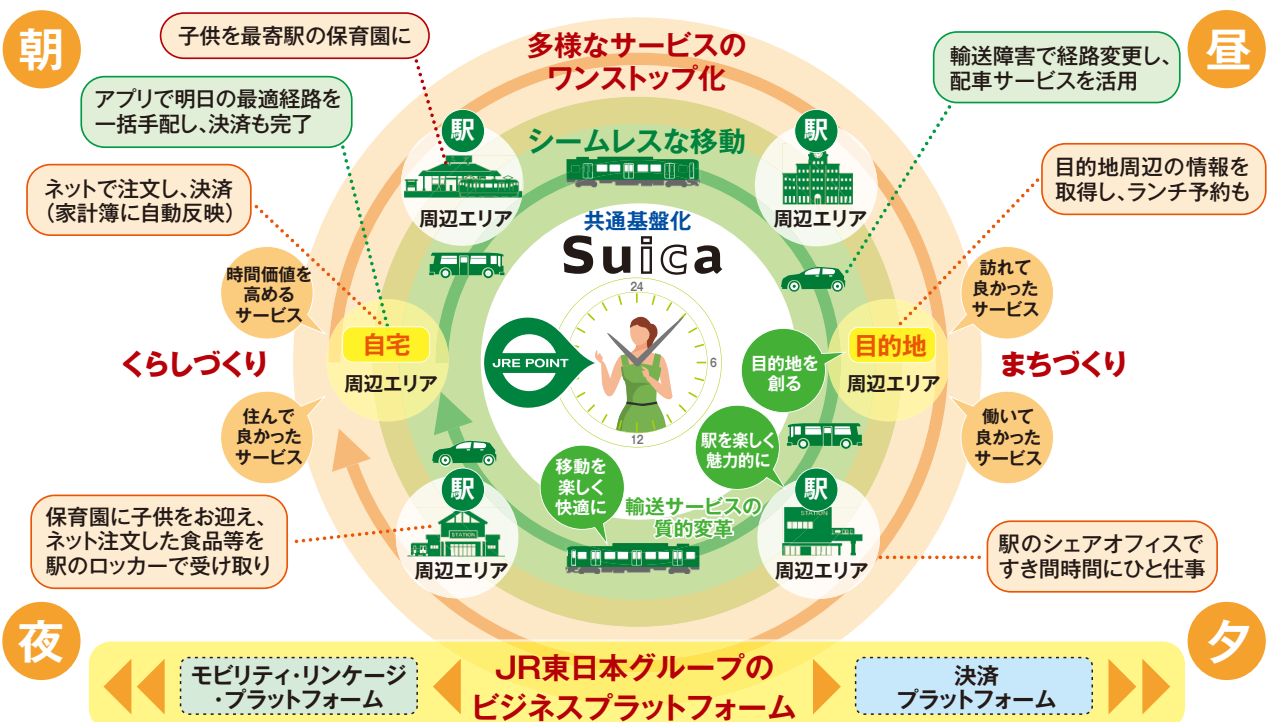 朝
子供を最寄駅の保育園に
アプリで明日の最適経路を
一括手配し、決済も完了
ネットで注文し、決済
（家計簿に自動反映）
時間価値を
高める
サービス
くらしづくり
住んで
良かった
サービス
保育園に子供をお迎え、
ネット注文した食品等を
駅のロッカーで受け取り
夜
多様なサービスの
ワンストップ化
シームレスな移動
駅
周辺エリア
駅
周辺エリア
共通基盤化
Suica
24
6
12
JRE POINT
自宅
周辺エリア
目的地
周辺エリア
目的地を
創る
駅を楽しく
魅力的に
移動を
楽しく
快適に
輸送サービスの
質的変革
駅
STATION
周辺エリア
駅
STATION
周辺エリア
昼
輸送障害で経路変更し、
配車サービスを活用
目的地周辺の情報を
取得し、ランチ予約も
訪れて
良かった
サービス
まちづくり
働いて
良かった
サービス
駅のシェアオフィスで
すき間時間にひと仕事
夕
モビリティ・リンケージ
・プラットフォーム
JR東日本グループの
ビジネスプラットフォーム
決済
プラットフォーム